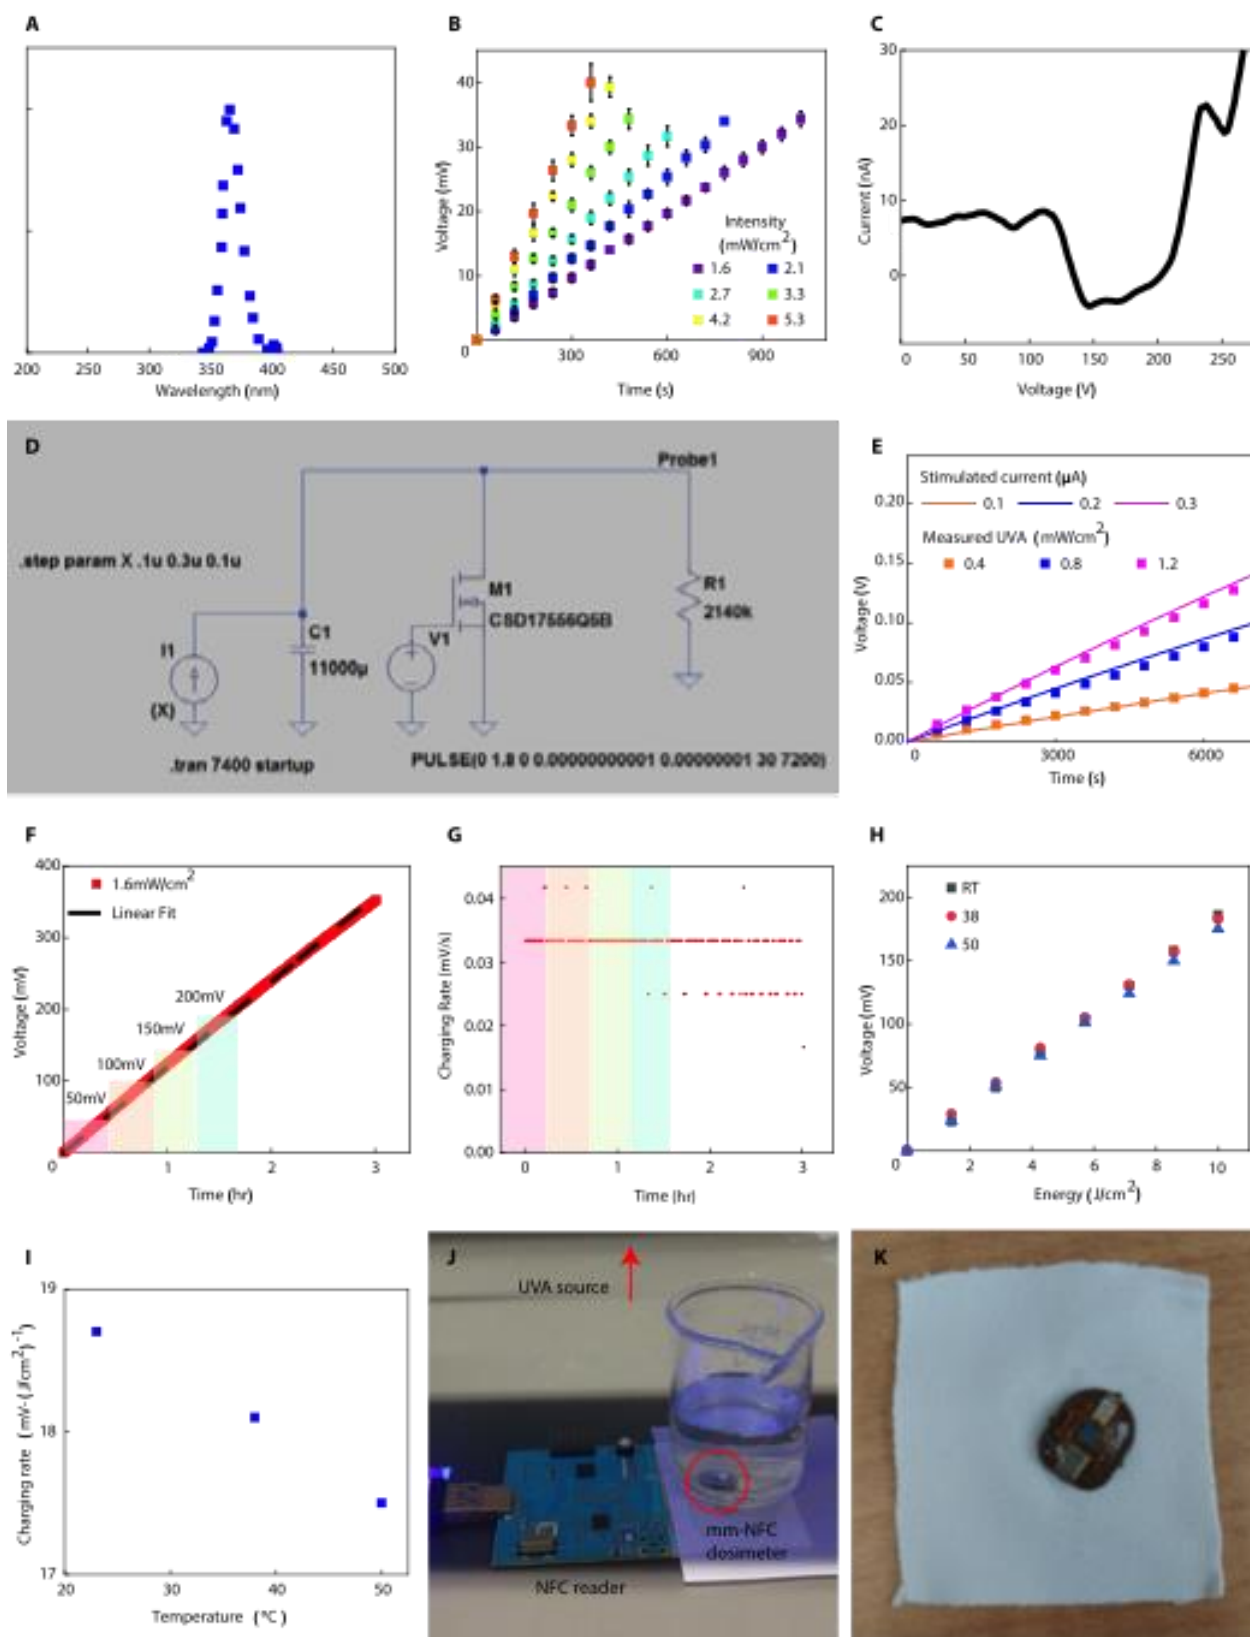 A
200
250
300
350
400
450
500
Wavelength (nm)
B
40
30
20
10
0
Voltage (mV)
Intensity
(mW/cm²)
1.6
2.1
2.7
3.3
4.2
5.3
300
600
900
Time (s)
C
30
20
10
0
Current (nA)
0
50
100
150
200
250
Voltage (V)
D
Probe1
.step param X .1u 0.3u 0.1u
M1
CSD17556Q5B
R1
2140k
C1
11000µ
V1
I1
(X)
.tran 7400 startup
PULSE(0 1.8 0 0.00000000001 0.00000001 30 7200)
E
Stimulated current (µA)
0.1
0.2
0.3
Measured UVA (mW/cm²)
0.4
0.8
1.2
0.20
0.15
0.10
0.05
0.00
Voltage (V)
0
3000
6000
Time (s)
F
400
300
200
100
Voltage (mV)
1.6mW/cm²
Linear Fit
200mV
150mV
100mV
50mV
0
1
2
3
Time (hr)
G
0.04
0.03
0.02
0.01
0.00
Charging Rate (mV/s)
0
1
2
3
Time (hr)
H
RT
38
50
200
150
100
50
0
Voltage (mV)
0
2
4
6
8
10
Energy (J/cm²)
I
19
18
17
Charging rate (mV·(J/cm²)⁻¹)
20
30
40
50
Temperature (°C)
J
UVA source
mm-NFC
dosimeter
NFC reader
K